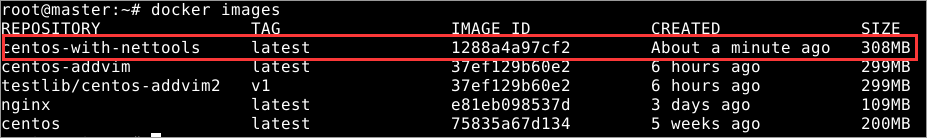 root@master:~# docker images
REPOSITORY TAG IMAGE ID CREATED SIZE
centos-with-nettools latest 1288a4a97cf2 About a minute ago 308MB
centos-addvim latest 37ef129b60e2 6 hours ago 299MB
testlib/centos-addvim2 v1 37ef129b60e2 6 hours ago 299MB
nginx latest e81eb098537d 3 days ago 109MB
centos latest 75835a67d134 5 weeks ago 200MB